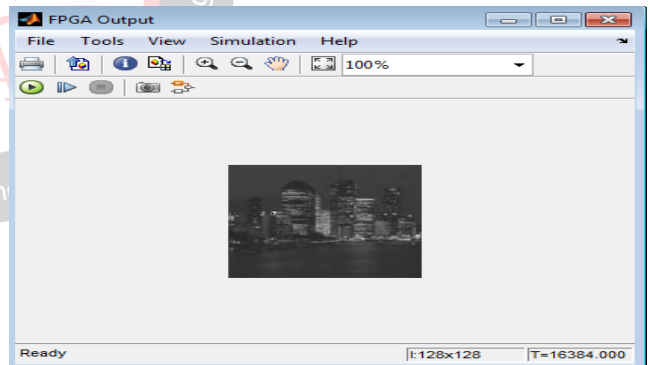 FPGA Output
File Tools View Simulation Help
100%
Ready I:128x128 T=16384.000